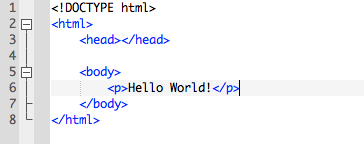 1 <!DOCTYPE html>
2 <html>
3     <head></head>
4
5     <body>
6         <p>Hello World!</p>
7     </body>
8 </html>